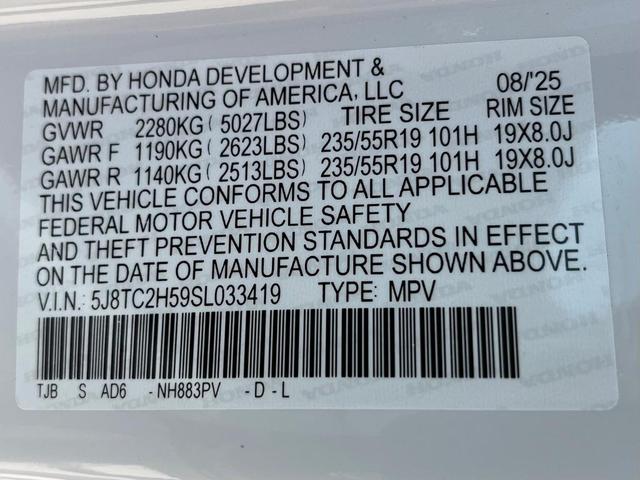 MFD. BY HONDA DEVELOPMENT &
MANUFACTURING OF AMERICA, LLC 08/'25
GVWR 2280KG ( 5027LBS) TIRE SIZE RIM SIZE
GAWR F 1190KG ( 2623LBS) 235/55R19 101H 19X8.0J
GAWR R 1140KG ( 2513LBS) 235/55R19 101H 19X8.0J
THIS VEHICLE CONFORMS TO ALL APPLICABLE
FEDERAL MOTOR VEHICLE SAFETY
AND THEFT PREVENTION STANDARDS IN EFFECT
ON THE DATE OF MANUFACTURE SHOWN ABOVE.
V.I.N.: 5J8TC2H59SL033419 TYPE: MPV
TJB S AD6 -NH883PV -D-L